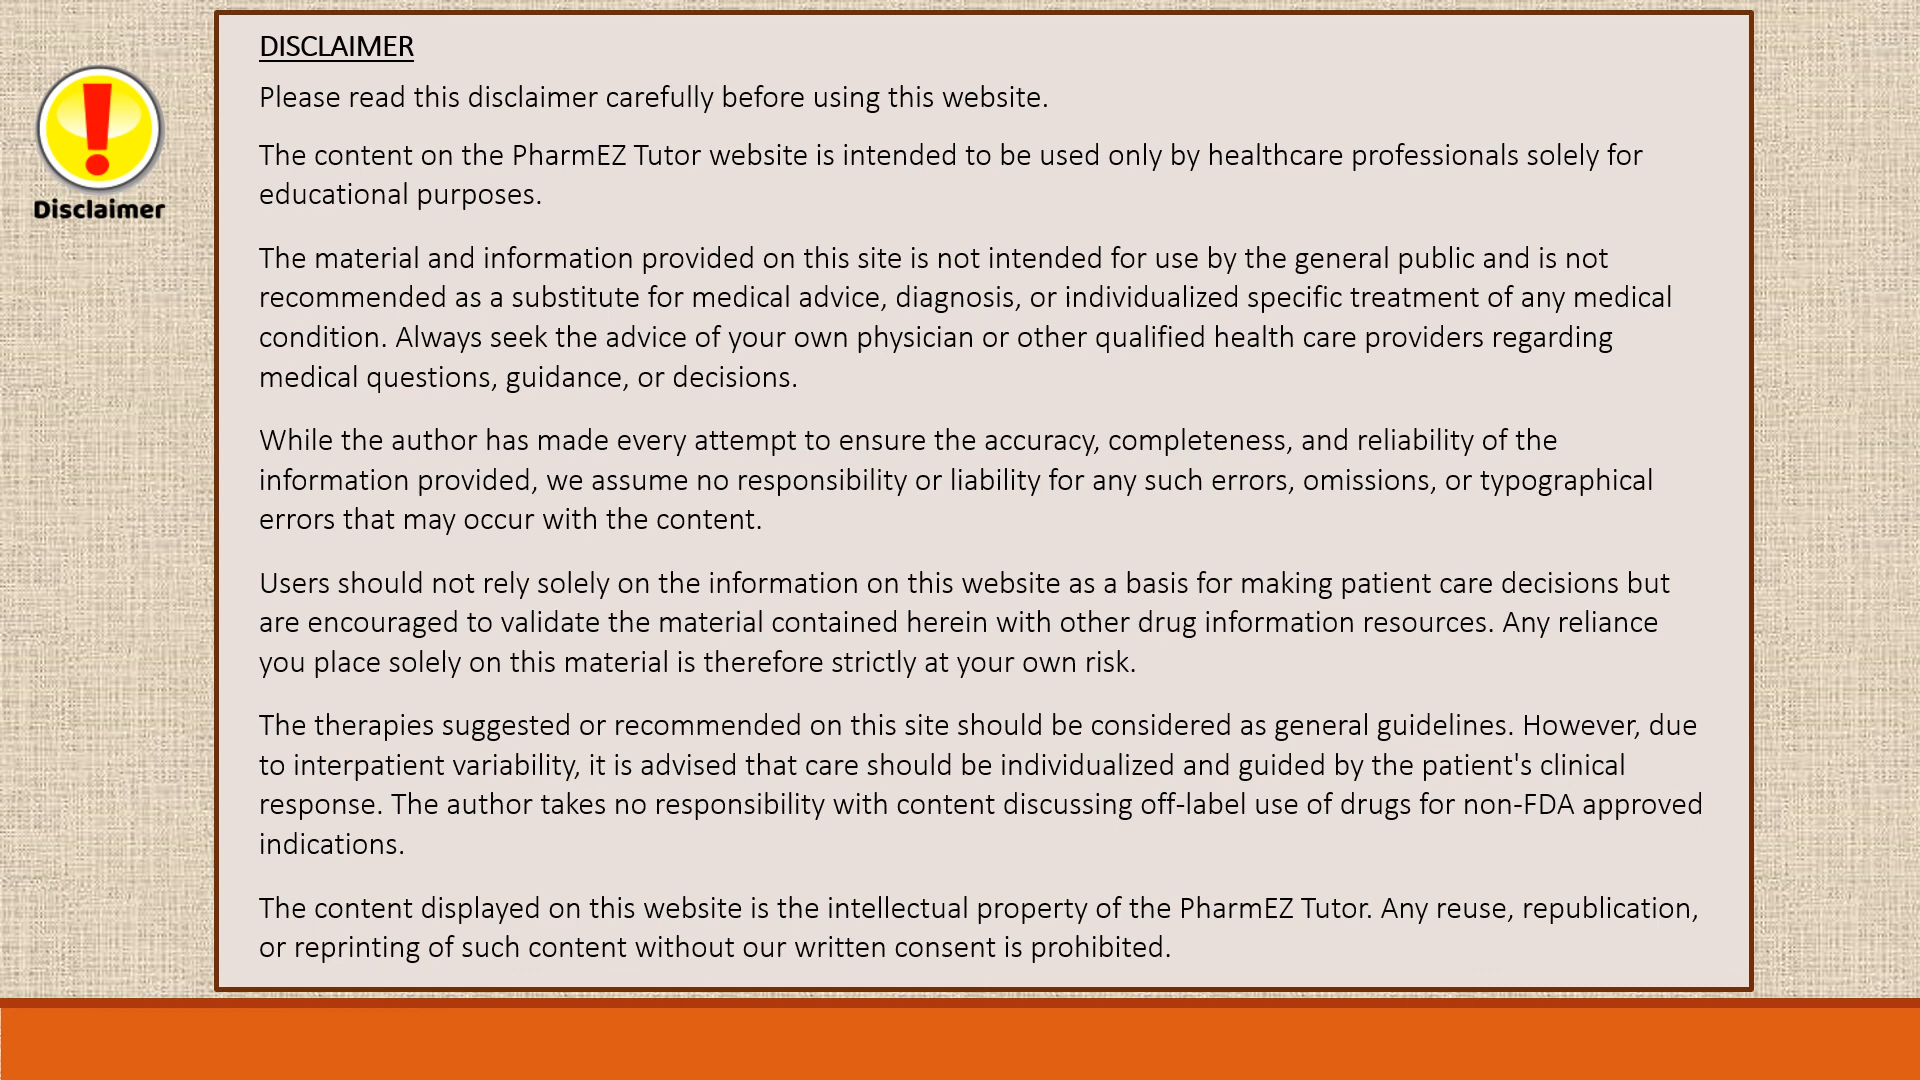 DISCLAIMER
Please read this disclaimer carefully before using this website.
The content on the PharmEZ Tutor website is intended to be used only by healthcare professionals solely for
educational purposes.
The material and information provided on this site is not intended for use by the general public and is not
recommended as a substitute for medical advice, diagnosis, or individualized specific treatment of any medical
condition. Always seek the advice of your own physician or other qualified health care providers regarding
medical questions, guidance, or decisions.
While the author has made every attempt to ensure the accuracy, completeness, and reliability of the
information provided, we assume no responsibility or liability for any such errors, omissions, or typographical
errors that may occur with the content.
Users should not rely solely on the information on this website as a basis for making patient care decisions but
are encouraged to validate the material contained herein with other drug information resources. Any reliance
you place solely on this material is therefore strictly at your own risk.
The therapies suggested or recommended on this site should be considered as general guidelines. However, due
to interpatient variability, it is advised that care should be individualized and guided by the patient's clinical
response. The author takes no responsibility with content discussing off-label use of drugs for non-FDA approved
indications.
The content displayed on this website is the intellectual property of the PharmEZ Tutor. Any reuse, republication,
or reprinting of such content without our written consent is prohibited.
Disclaimer